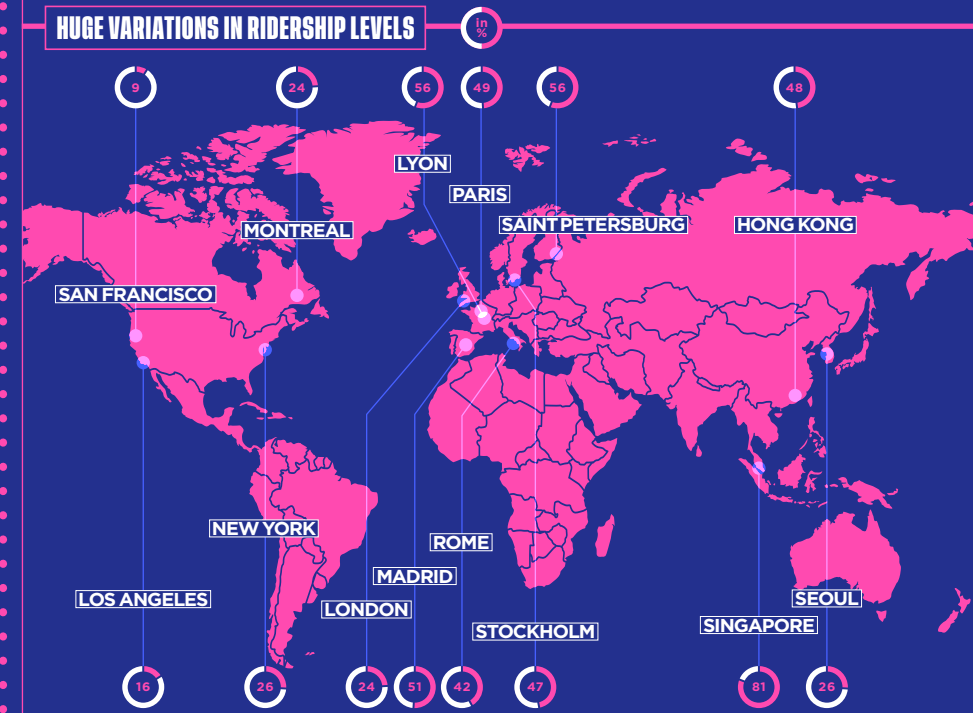 HUGE VARIATIONS IN RIDERSHIP LEVELS
in
%
9
24
56
49
56
48
LYON
PARIS
SAINT PETERSBURG
HONG KONG
MONTREAL
SAN FRANCISCO
NEW YORK
ROME
MADRID
LOS ANGELES
LONDON
SEOUL
SINGAPORE
STOCKHOLM
16
26
24
51
42
47
81
26